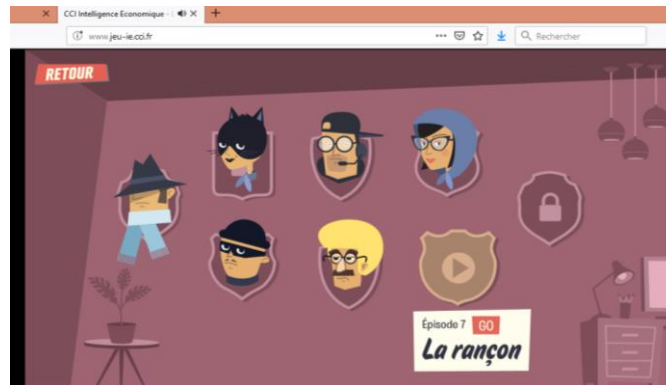 CCI Intelligence Economique -
www.jeu-ie.cci.fr
Rechercher
RETOUR
Épisode 7 GO
La rançon